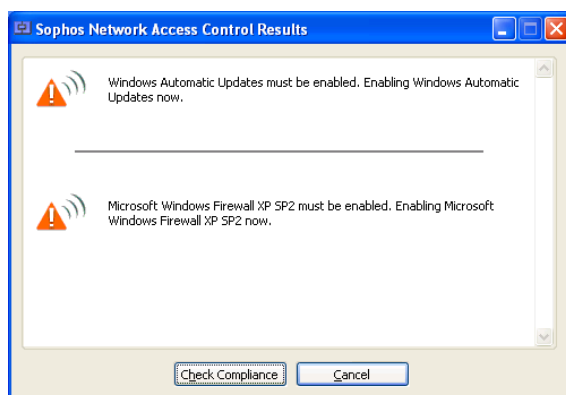 Sophos Network Access Control Results
Windows Automatic Updates must be enabled. Enabling Windows Automatic
Updates now.
Microsoft Windows Firewall XP SP2 must be enabled. Enabling Microsoft
Windows Firewall XP SP2 now.
Check Compliance
Cancel